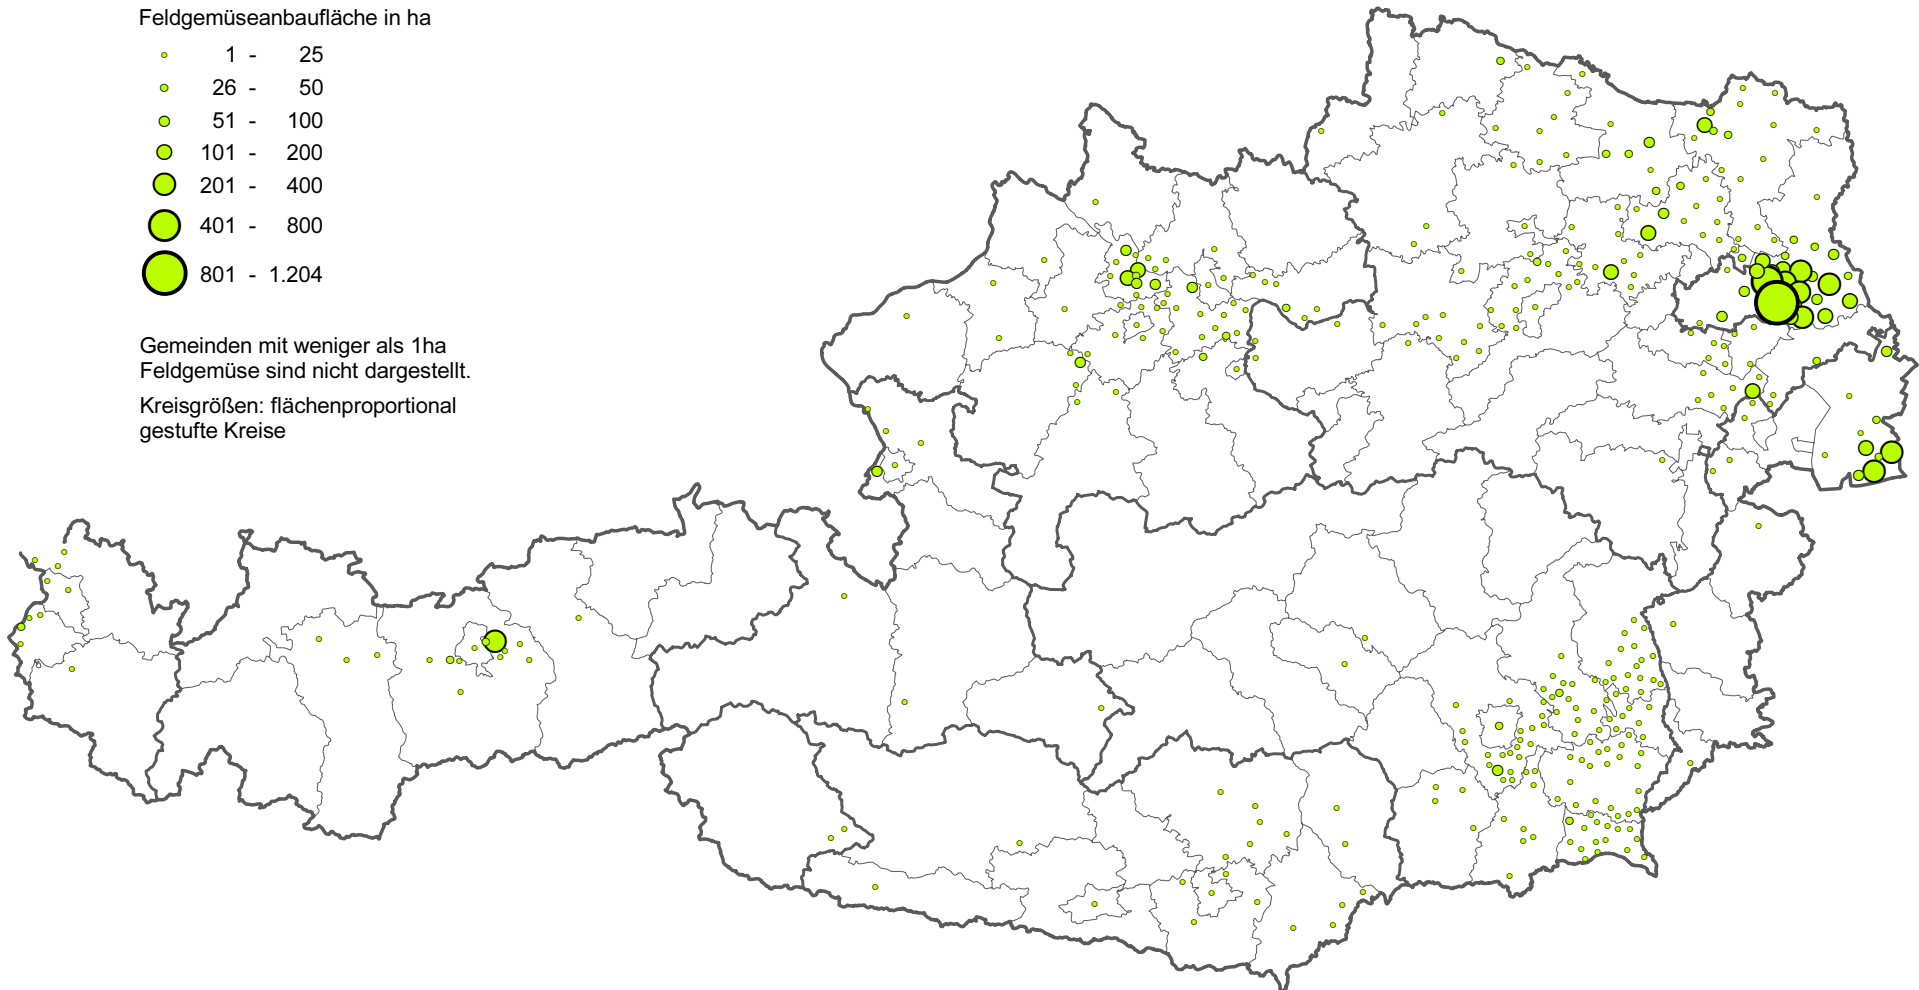 Feldgemüseanbaufläche in ha
1 - 25
26 - 50
51 - 100
101 - 200
201 - 400
401 - 800
801 - 1.204
Gemeinden mit weniger als 1ha
Feldgemüse sind nicht dargestellt.
Kreisgrößen: flächenproportional
gestufte Kreise